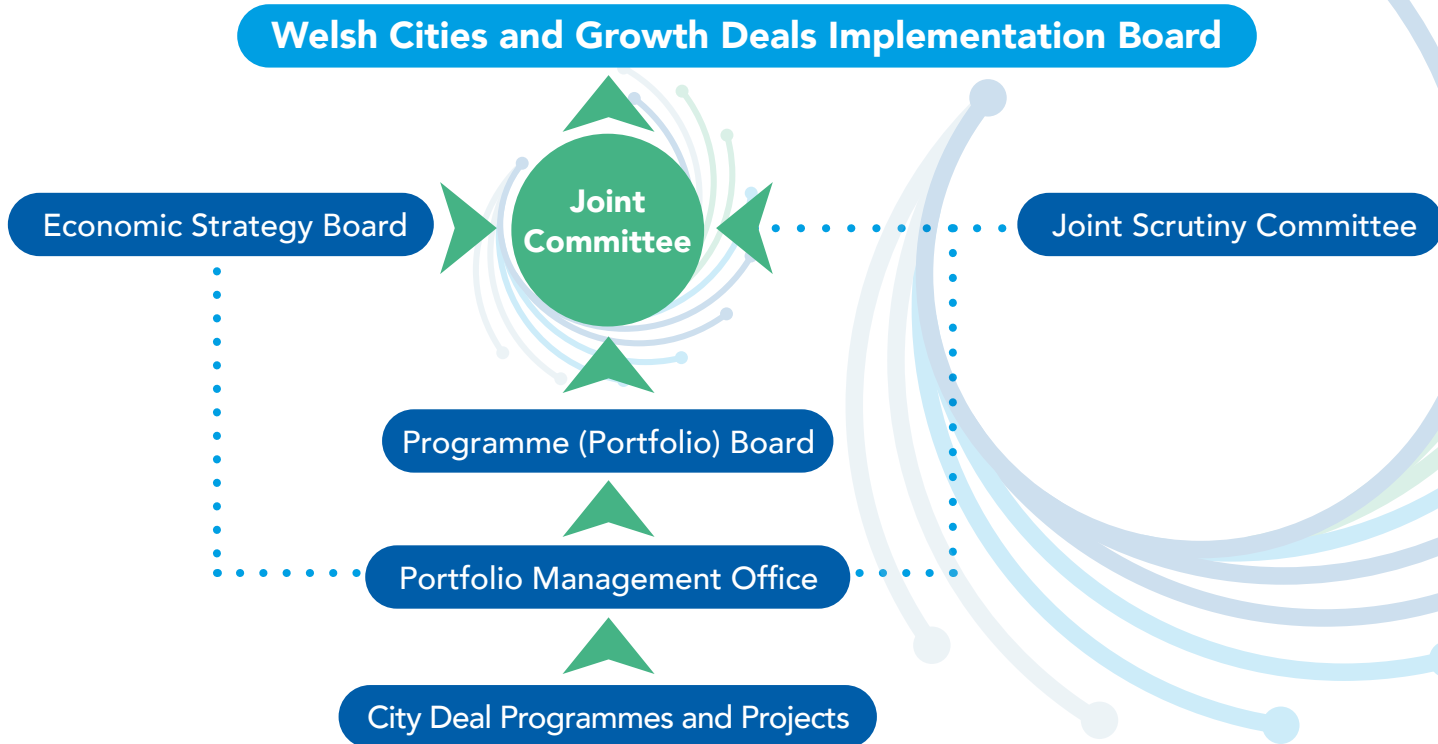 Welsh Cities and Growth Deals Implementation Board
Economic Strategy Board
Joint
Committee
Joint Scrutiny Committee
Programme (Portfolio) Board
Portfolio Management Office
City Deal Programmes and Projects